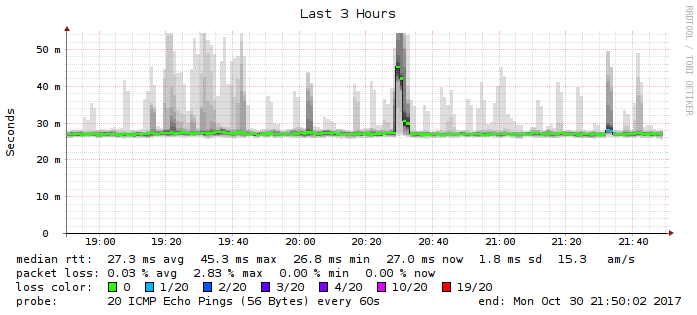 Last 3 Hours
RRDTOOL / TOBI OETIKER
Seconds
50 m
40 m
30 m
20 m
10 m
0
19:00 19:20 19:40 20:00 20:20 20:40 21:00 21:20 21:40
median rtt: 27.3 ms avg 45.3 ms max 26.8 ms min 27.0 ms now 1.8 ms sd 15.3 am/s
packet loss: 0.03 % avg 2.83 % max 0.00 % min 0.00 % now
loss color: 0 1/20 2/20 3/20 4/20 10/20 19/20
probe: 20 ICMP Echo Pings (56 Bytes) every 60s end: Mon Oct 30 21:50:02 2017